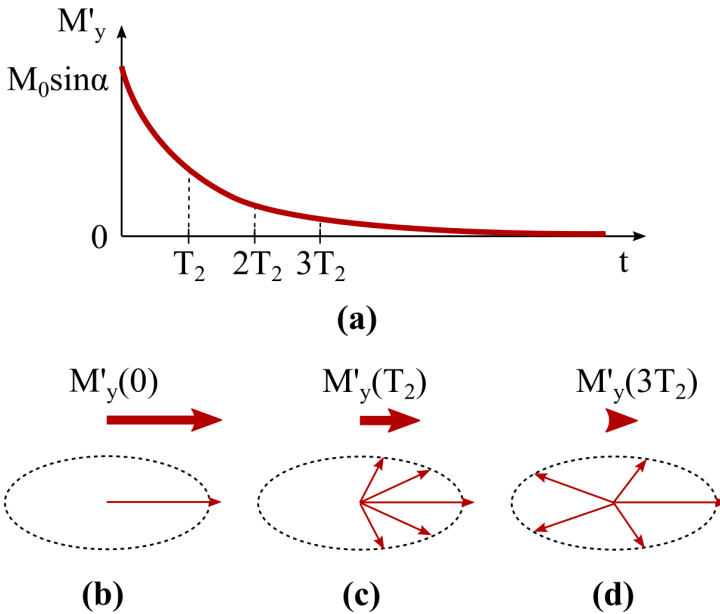 M'y
M₀sinα
0
T₂ 2T₂ 3T₂ t
(a)
M'y(0) M'y(T₂) M'y(3T₂)
(b) (c) (d)